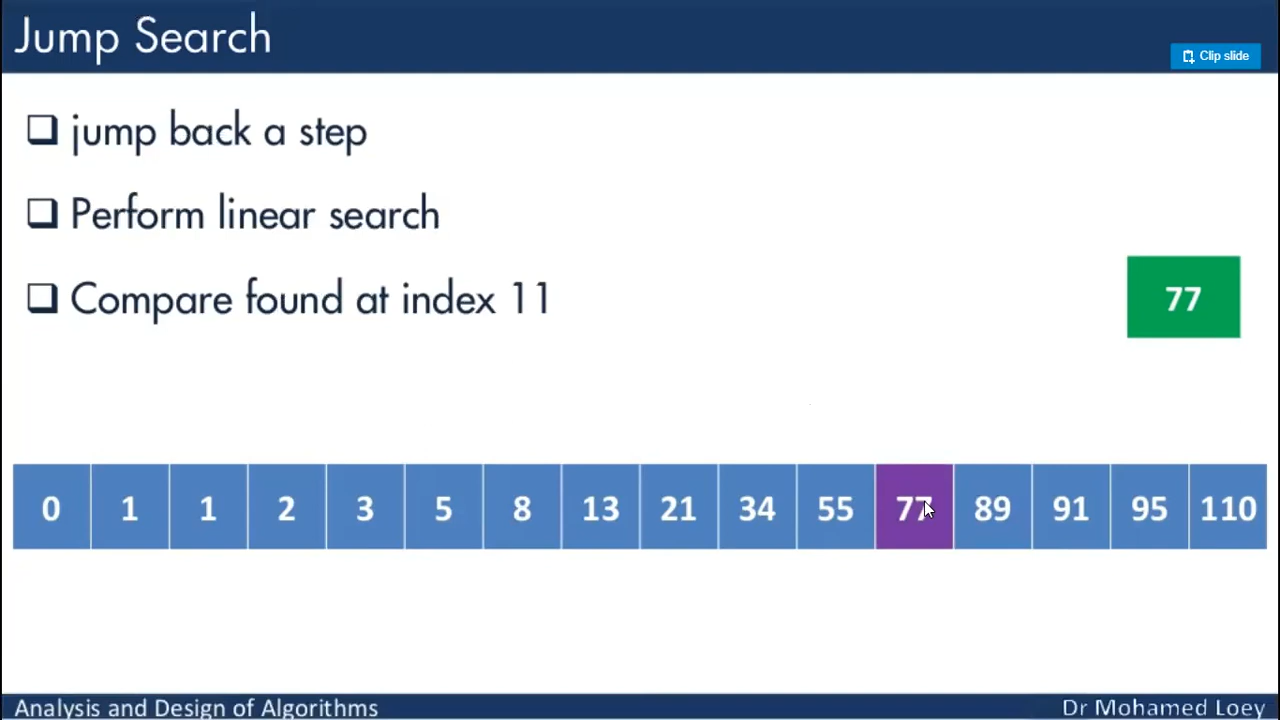 Jump Search
Clip slide
jump back a step
Perform linear search
Compare found at index 11
77
0 1 1 2 3 5 8 13 21 34 55 77 89 91 95 110
Analysis and Design of Algorithms
Dr Mohamed Loey